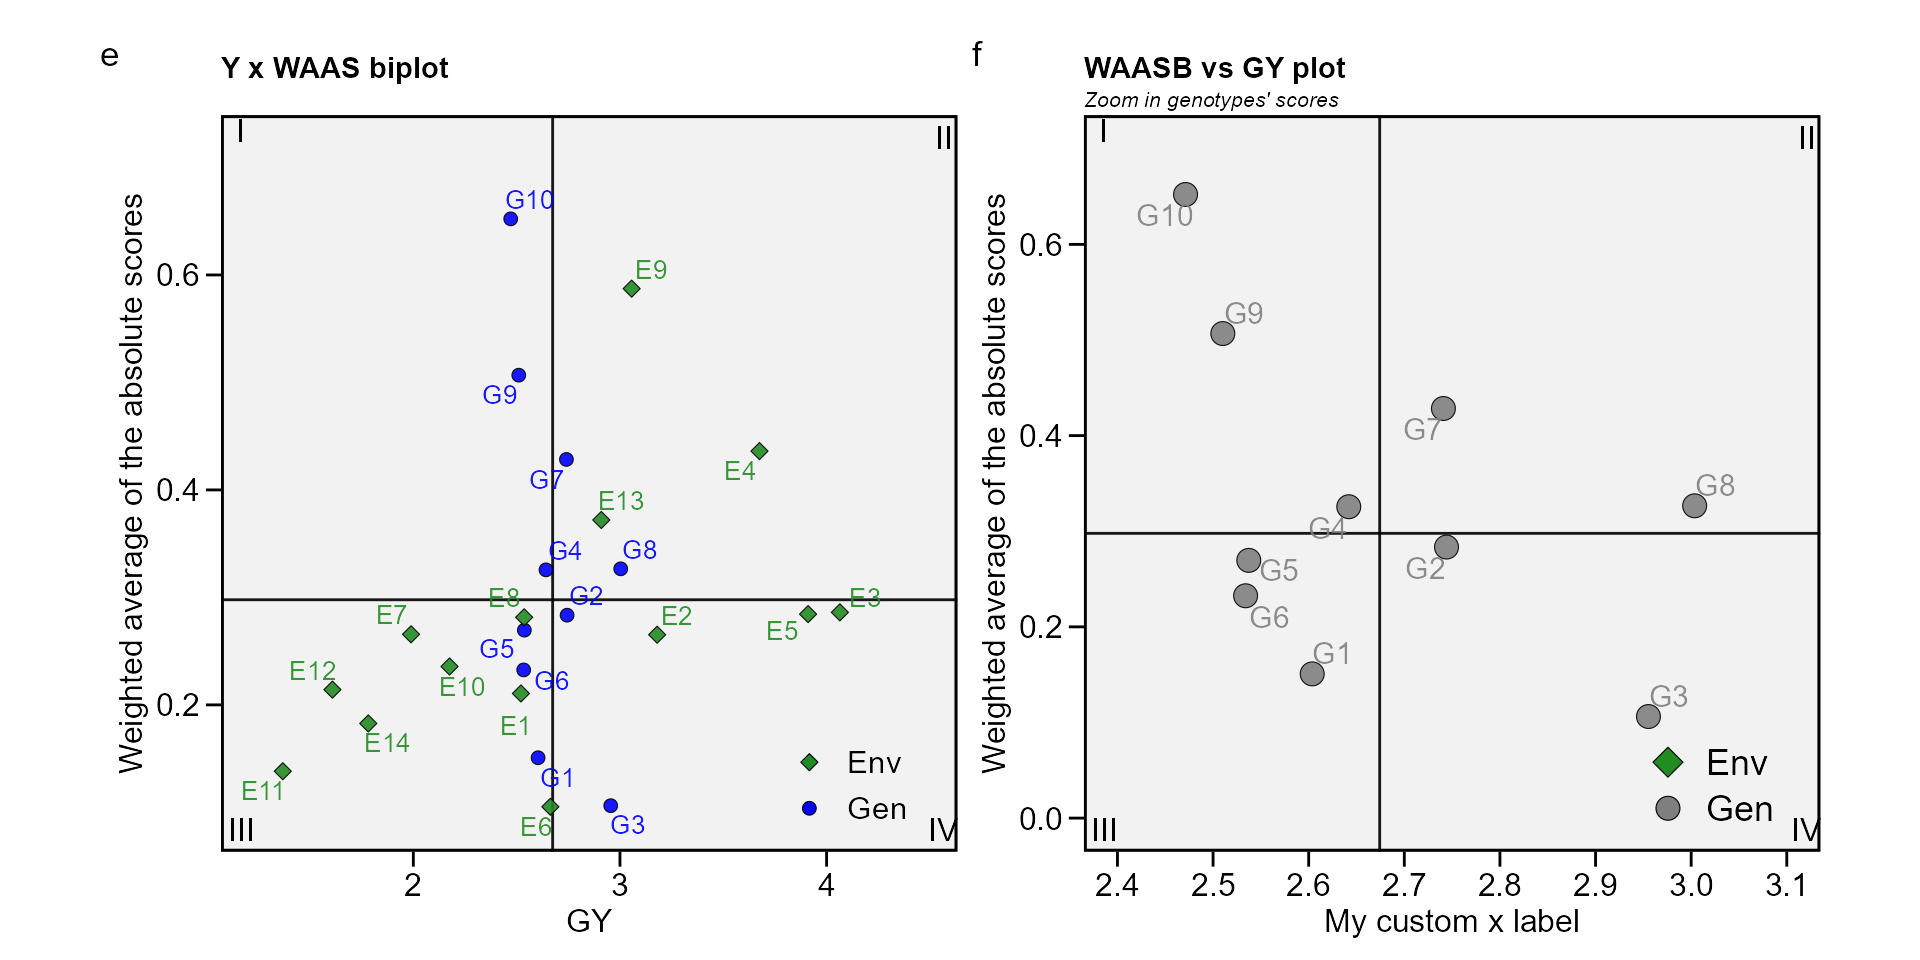 e
Y x WAAS biplot
I
II
III
IV
G10
E9
G9
E4
G7
E13
G4
G8
E8
G2
E3
E7
E2
E5
G5
E12
E10
G6
E1
E14
G1
E11
E6
G3
Env
Gen
0.6
0.4
0.2
2
3
4
GY
Weighted average of the absolute scores
f
WAASB vs GY plot
Zoom in genotypes' scores
I
II
III
IV
G10
G9
G7
G8
G4
G2
G5
G6
G1
G3
Env
Gen
0.6
0.4
0.2
0.0
2.4
2.5
2.6
2.7
2.8
2.9
3.0
3.1
My custom x label
Weighted average of the absolute scores